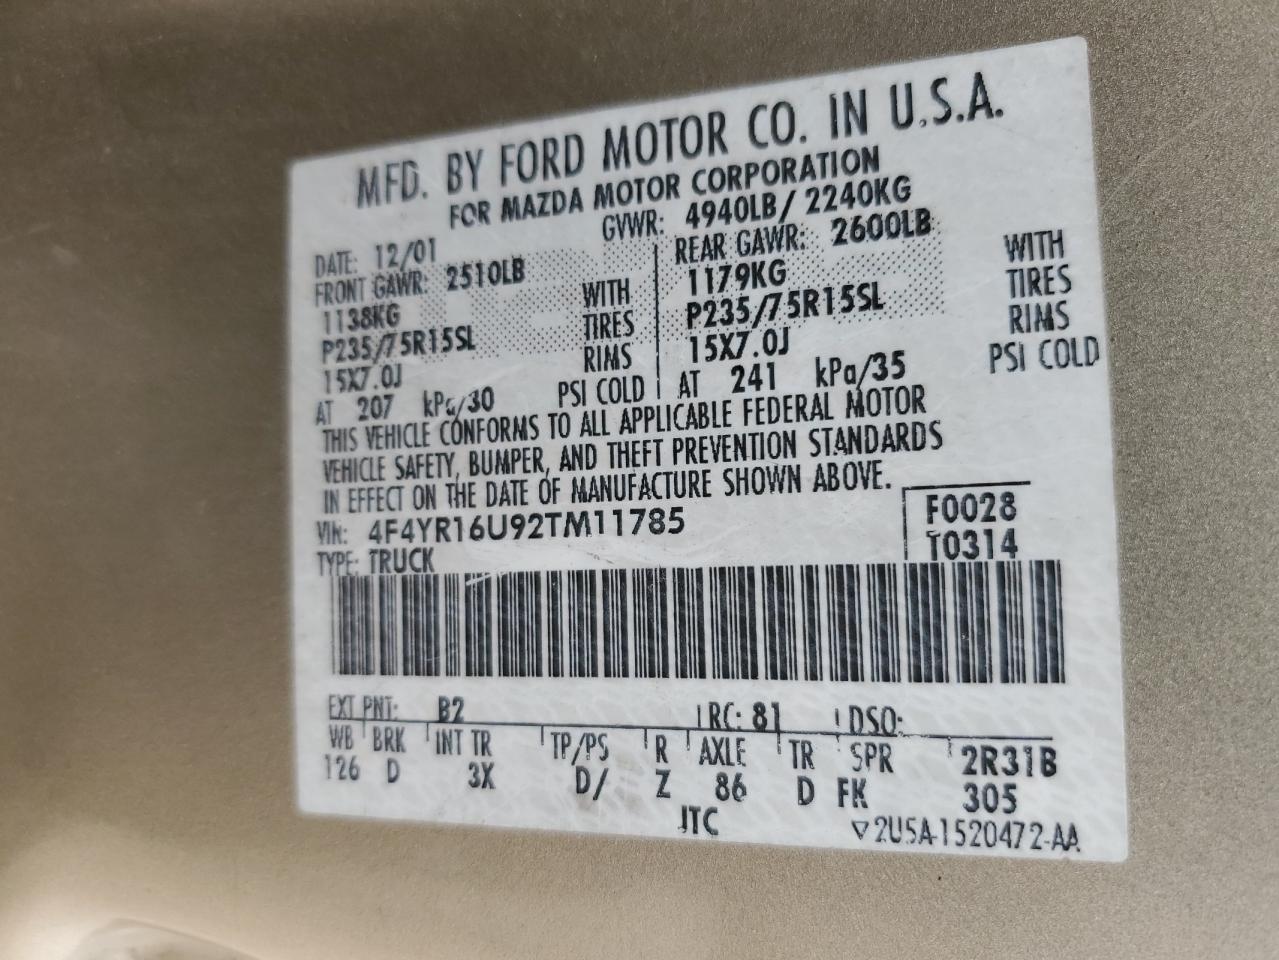 MFD. BY FORD MOTOR CO. IN U.S.A.
FOR MAZDA MOTOR CORPORATION
DATE: 12/01 GVWR: 4940LB/ 2240KG
FRONT GAWR: 2510LB REAR GAWR: 2600LB
1138KG WITH 1179KG WITH
P235/75R15SL TIRES P235/75R15SL TIRES
15X7.0J RIMS 15X7.0J RIMS
AT 207 kPa/30 PSI COLD AT 241 kPa/35 PSI COLD
THIS VEHICLE CONFORMS TO ALL APPLICABLE FEDERAL MOTOR
VEHICLE SAFETY, BUMPER, AND THEFT PREVENTION STANDARDS
IN EFFECT ON THE DATE OF MANUFACTURE SHOWN ABOVE.
VIN: 4F4YR16U92TM11785 F0028
TYPE: TRUCK T0314
EXT PNT: B2 RC: 81 DSO:
WB BRK INT TR TP/PS R AXLE TR SPR 2R31B
126 D 3X D/ Z 86 D FK 305
JTC ▽2U5A-1520472-AA